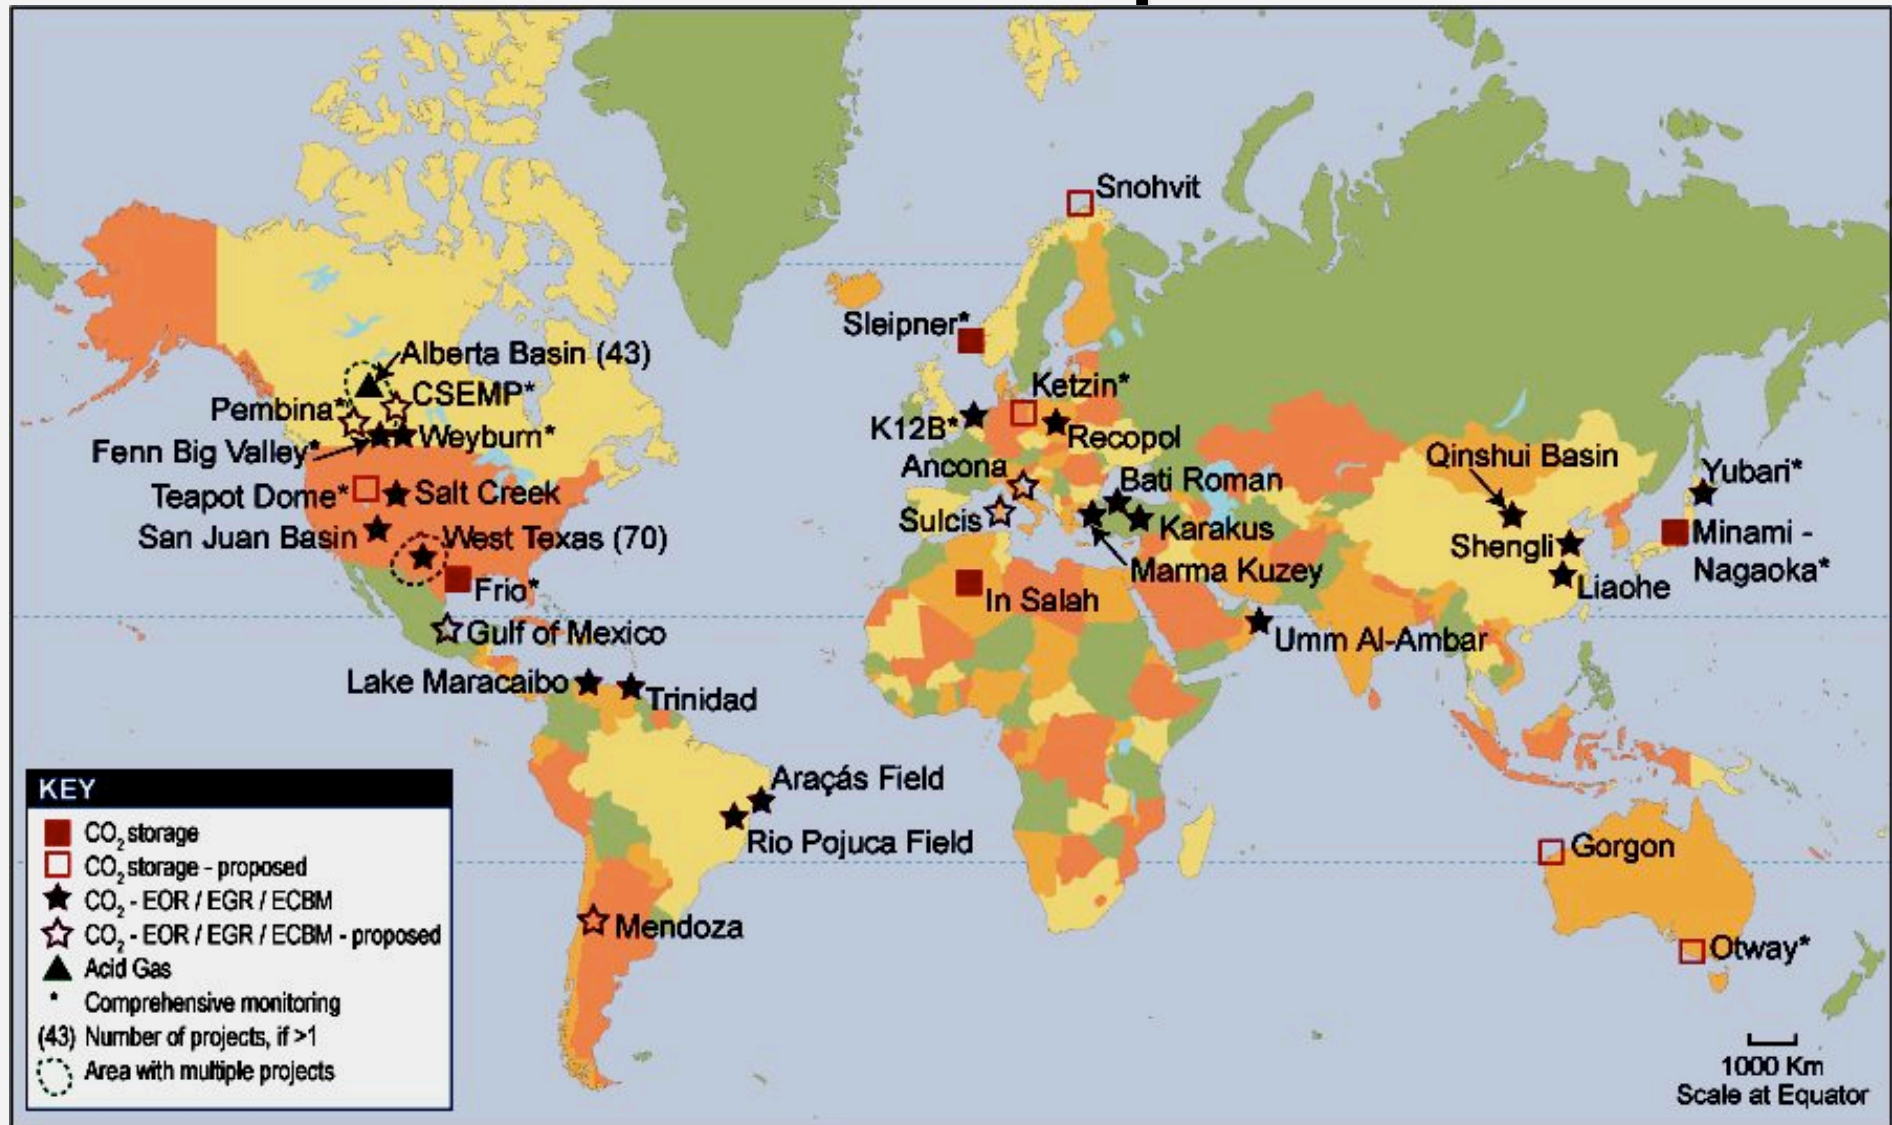 Snohvit
Sleipner*
Alberta Basin (43)
CSEMP*
Pembina*
Weyburn*
Fenn Big Valley*
Teapot Dome*
Salt Creek
San Juan Basin
West Texas (70)
Frio*
Gulf of Mexico
Lake Maracaibo
Trinidad
Araçás Field
Rio Pojuca Field
Mendoza
Ketzin*
K12B*
Recopol
Ancona
Bati Roman
Sulcis
Karakus
Marma Kuzey
In Salah
Umm Al-Ambar
Qinshui Basin
Yubari*
Shengli
Minami -
Nagaoka*
Liaohe
Gorgon
Otway*
KEY
CO₂ storage
CO₂ storage - proposed
CO₂ - EOR / EGR / ECBM
CO₂ - EOR / EGR / ECBM - proposed
Acid Gas
* Comprehensive monitoring
(43) Number of projects, if >1
Area with multiple projects
1000 Km
Scale at Equator